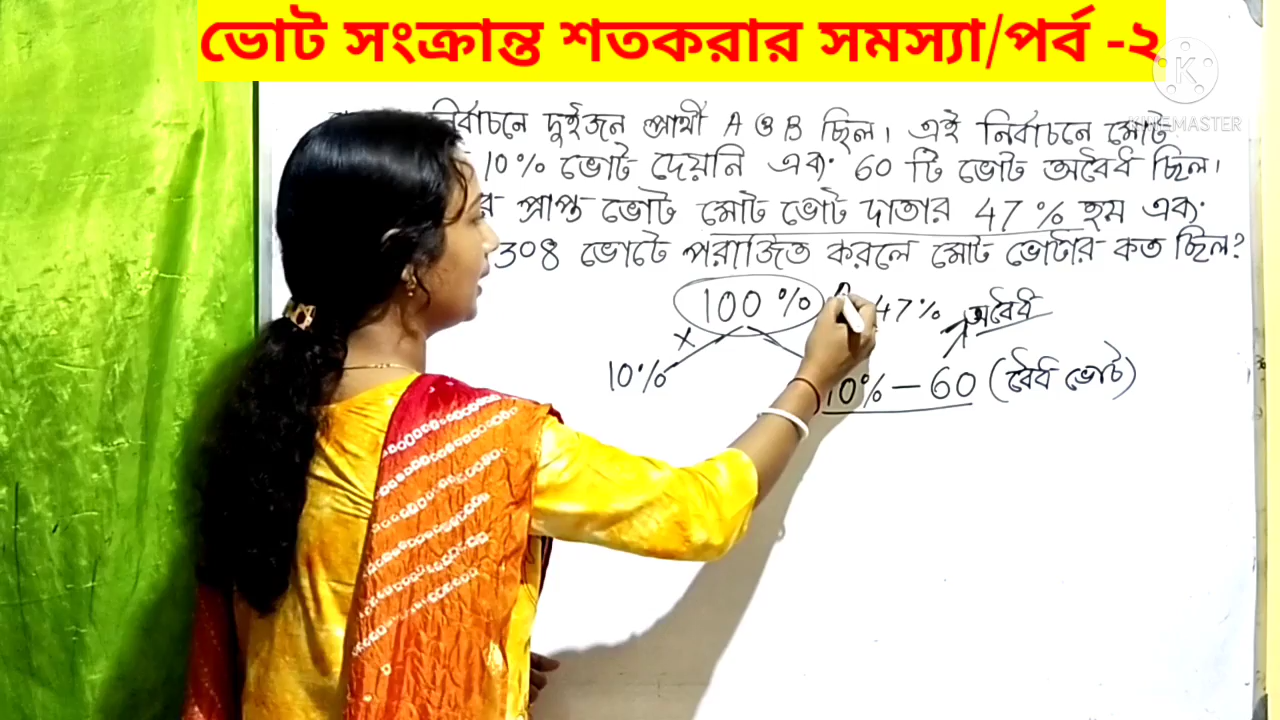 ভোট সংক্রান্ত শতকরার সমস্যা/পর্ব -২
KINEMASTER
নির্বাচনে দুইজন প্রার্থী A ও B ছিল। এই নির্বাচনে মোট
10% ভোট দেয়নি এবং 60 টি ভোট অবৈধ ছিল।
র প্রাপ্ত ভোট মোট ভোট দাতার 47% হয় এবং
308 ভোটে পরাজিত করলে মোট ভোটার কত ছিল?
100% 47% অবৈধ
10% 10% – 60 (বৈধ ভোট)